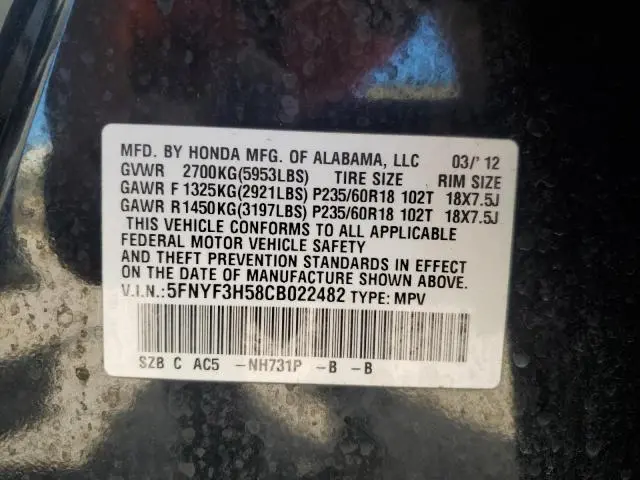 MFD. BY HONDA MFG. OF ALABAMA, LLC 03/'12
GVWR 2700KG(5953LBS) TIRE SIZE RIM SIZE
GAWR F 1325KG(2921LBS) P235/60R18 102T 18X7.5J
GAWR R1450KG(3197LBS) P235/60R18 102T 18X7.5J
THIS VEHICLE CONFORMS TO ALL APPLICABLE
FEDERAL MOTOR VEHICLE SAFETY
AND THEFT PREVENTION STANDARDS IN EFFECT
ON THE DATE OF MANUFACTURE SHOWN ABOVE.
V.I.N.:5FNYF3H58CB022482 TYPE: MPV
SZB C AC5 -NH731P -B -B